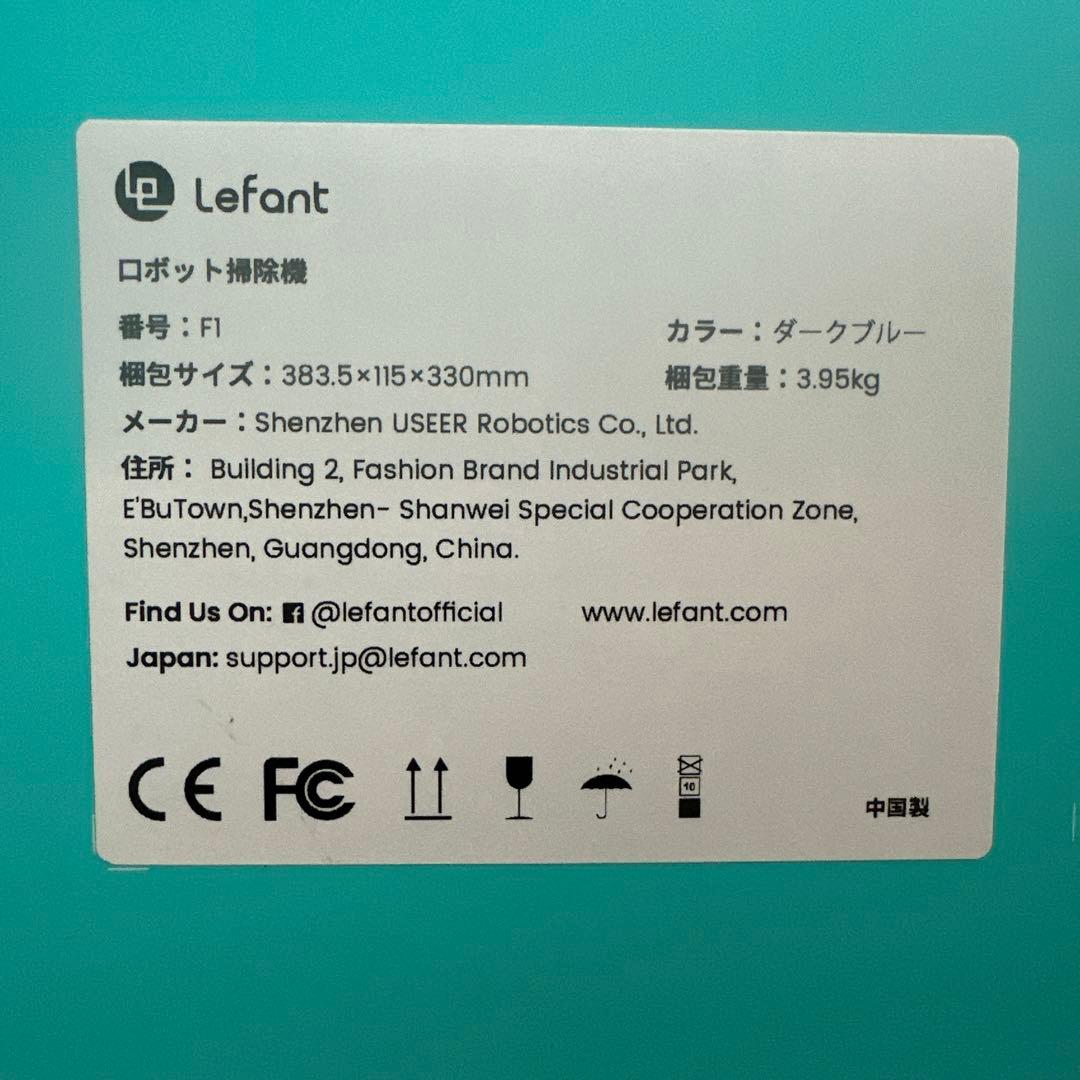 Lefant
ロボット掃除機
番号：F1 カラー：ダークブルー
梱包サイズ：383.5×115×330mm 梱包重量：3.95kg
メーカー：Shenzhen USEER Robotics Co., Ltd.
住所： Building 2, Fashion Brand Industrial Park,
E'BuTown,Shenzhen- Shanwei Special Cooperation Zone,
Shenzhen, Guangdong, China.
Find Us On: @lefantofficial www.lefant.com
Japan: support.jp@lefant.com
CE FC 10 中国製